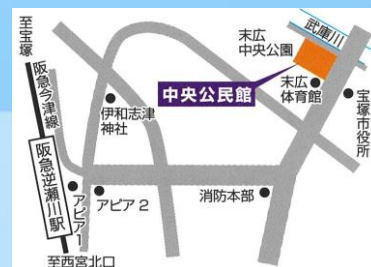 至宝塚
阪急今津線
阪急逆瀬川駅
至西宮北口
アピア1
アピア2
伊和志津
神社
中央公民館
末広
中央公園
武庫川
末広
体育館
宝塚市役所
消防本部